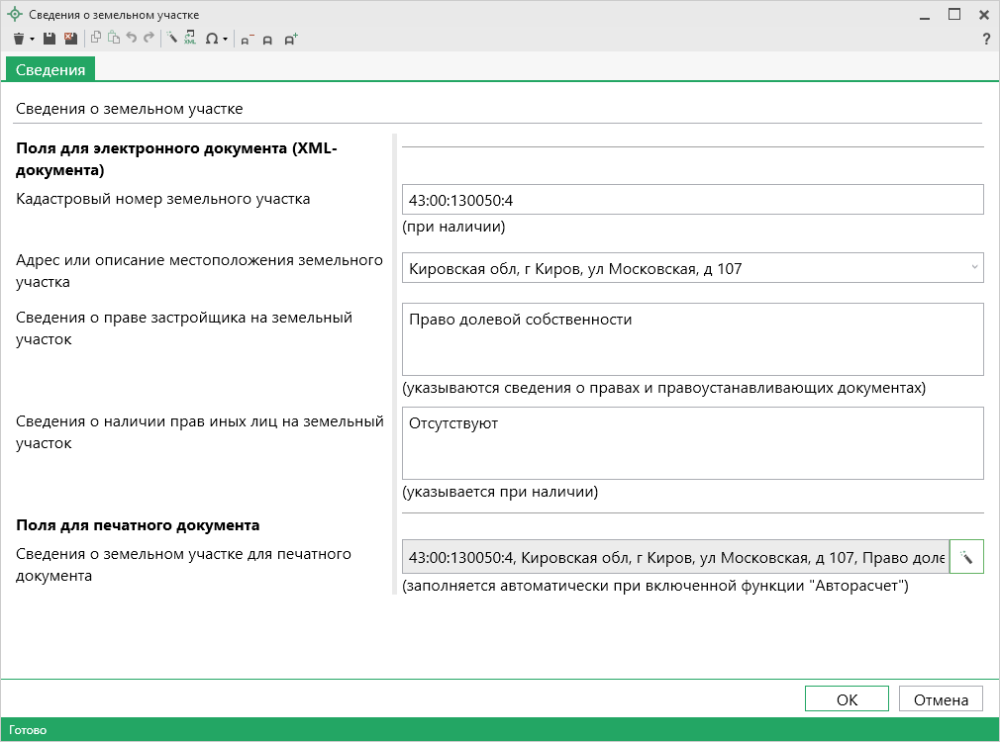 Сведения о земельном участке
?
Сведения
Сведения о земельном участке
Поля для электронного документа (XML-
документа)
Кадастровый номер земельного участка
43:00:130050:4
(при наличии)
Адрес или описание местоположения земельного
участка
Кировская обл, г Киров, ул Московская, д 107
Сведения о праве застройщика на земельный
участок
Право долевой собственности
(указываются сведения о правах и правоустанавливающих документах)
Сведения о наличии прав иных лиц на земельный
участок
Отсутствуют
(указывается при наличии)
Поля для печатного документа
Сведения о земельном участке для печатного
документа
43:00:130050:4, Кировская обл, г Киров, ул Московская, д 107, Право доле
(заполняется автоматически при включенной функции "Авторасчет")
ОК
Отмена
Готово